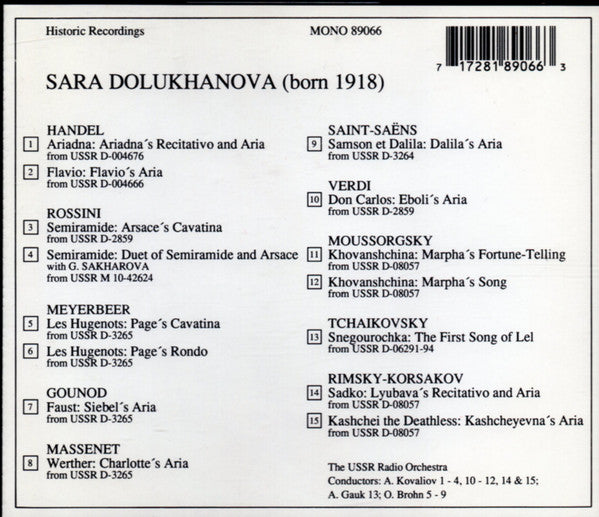 Historic Recordings
MONO 89066
7 17281 89066 3
SARA DOLUKHANOVA (born 1918)
HANDEL
1 Ariadna: Ariadna´s Recitativo and Aria
from USSR D-004676
2 Flavio: Flavio´s Aria
from USSR D-004666
ROSSINI
3 Semiramide: Arsace´s Cavatina
from USSR D-2859
4 Semiramide: Duet of Semiramide and Arsace
with G. SAKHAROVA
from USSR M 10-42624
MEYERBEER
5 Les Hugenots: Page´s Cavatina
from USSR D-3265
6 Les Hugenots: Page´s Rondo
from USSR D-3265
GOUNOD
7 Faust: Siebel´s Aria
from USSR D-3265
MASSENET
8 Werther: Charlotte´s Aria
from USSR D-3265
SAINT-SAËNS
9 Samson et Dalila: Dalila´s Aria
from USSR D-3264
VERDI
10 Don Carlos: Eboli´s Aria
from USSR D-2859
MOUSSORGSKY
11 Khovanshchina: Marpha´s Fortune-Telling
from USSR D-08057
12 Khovanshchina: Marpha´s Song
from USSR D-08057
TCHAIKOVSKY
13 Snegourochka: The First Song of Lel
from USSR D-06291-94
RIMSKY-KORSAKOV
14 Sadko: Lyubava´s Recitativo and Aria
from USSR D-08057
15 Kashchei the Deathless: Kashcheyevna´s Aria
from USSR D-08057
The USSR Radio Orchestra
Conductors: A. Kovaliov 1 - 4, 10 - 12, 14 & 15;
A. Gauk 13; O. Brohn 5 - 9